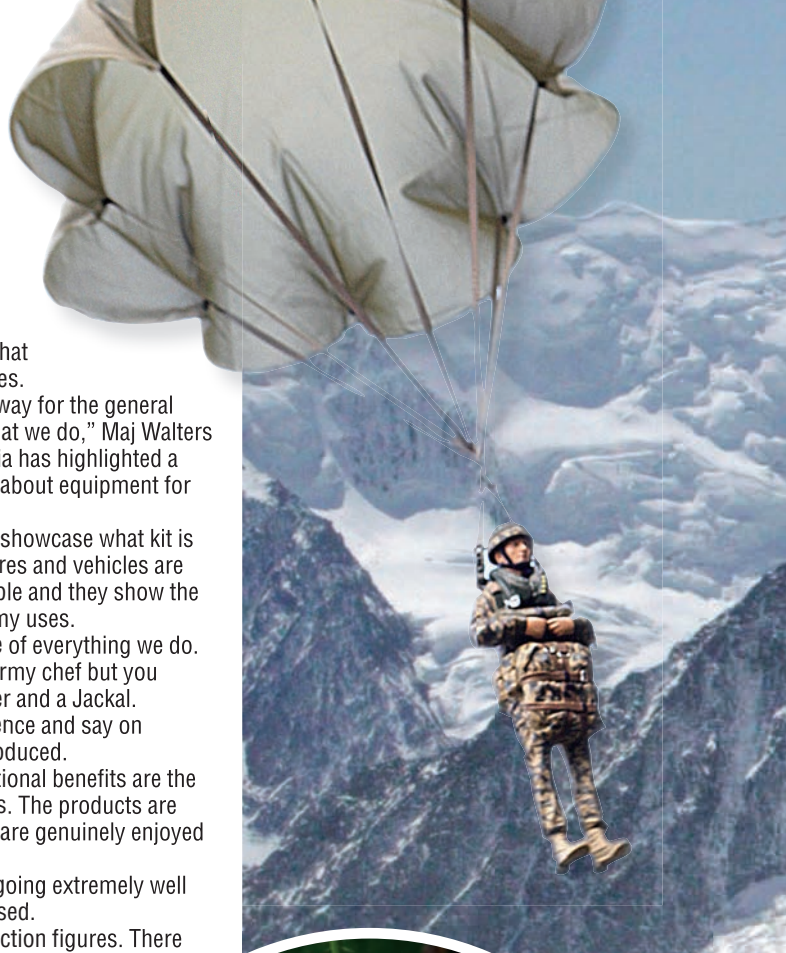 hat
es.
way for the general
at we do,” Maj Walters
ia has highlighted a
about equipment for
showcase what kit is
res and vehicles are
ble and they show the
my uses.
e of everything we do.
rmy chef but you
er and a Jackal.
ence and say on
oduced.
tional benefits are the
s. The products are
are genuinely enjoyed
going extremely well
sed.
ction figures. There